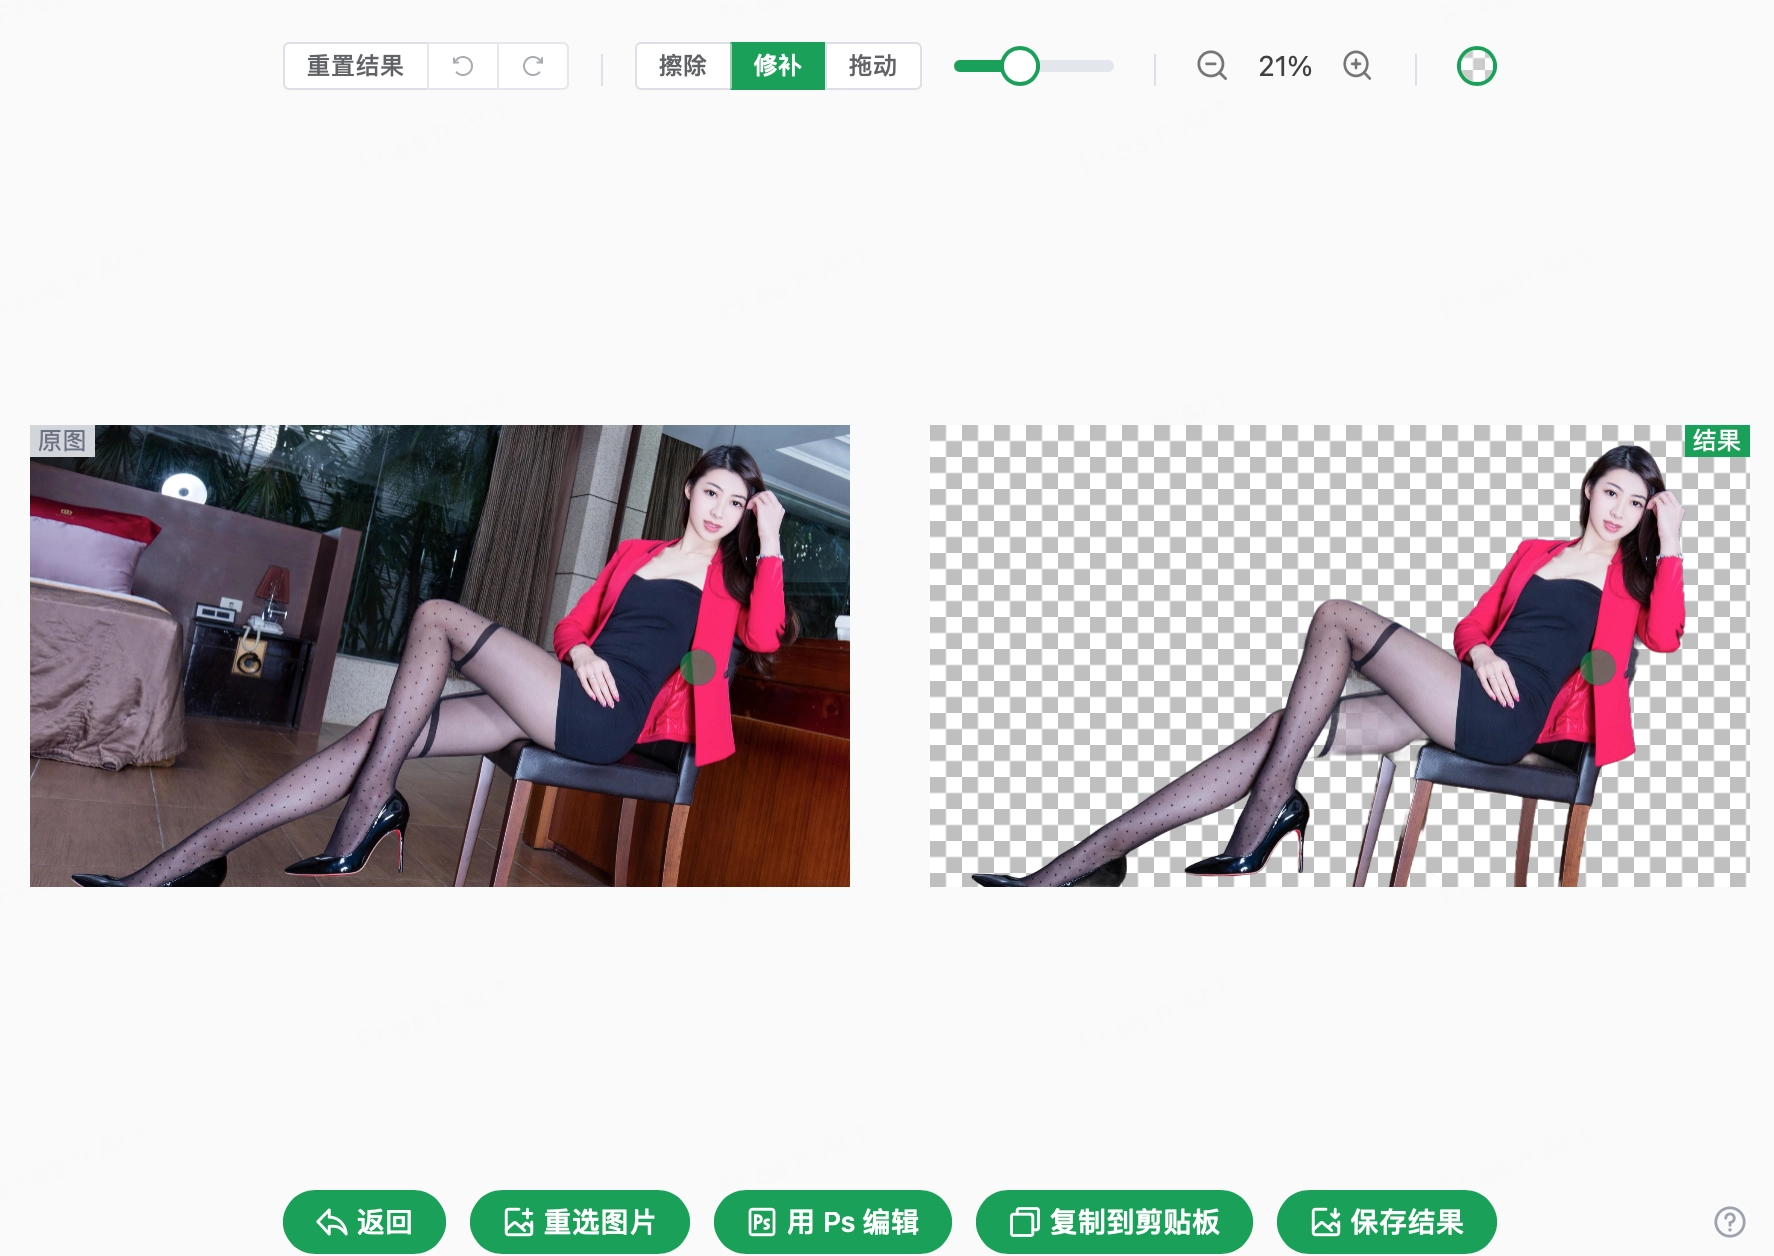 重置结果
擦除 修补 拖动
21%
原图
结果
返回
重选图片
Ps 用 Ps 编辑
复制到剪贴板
保存结果
?